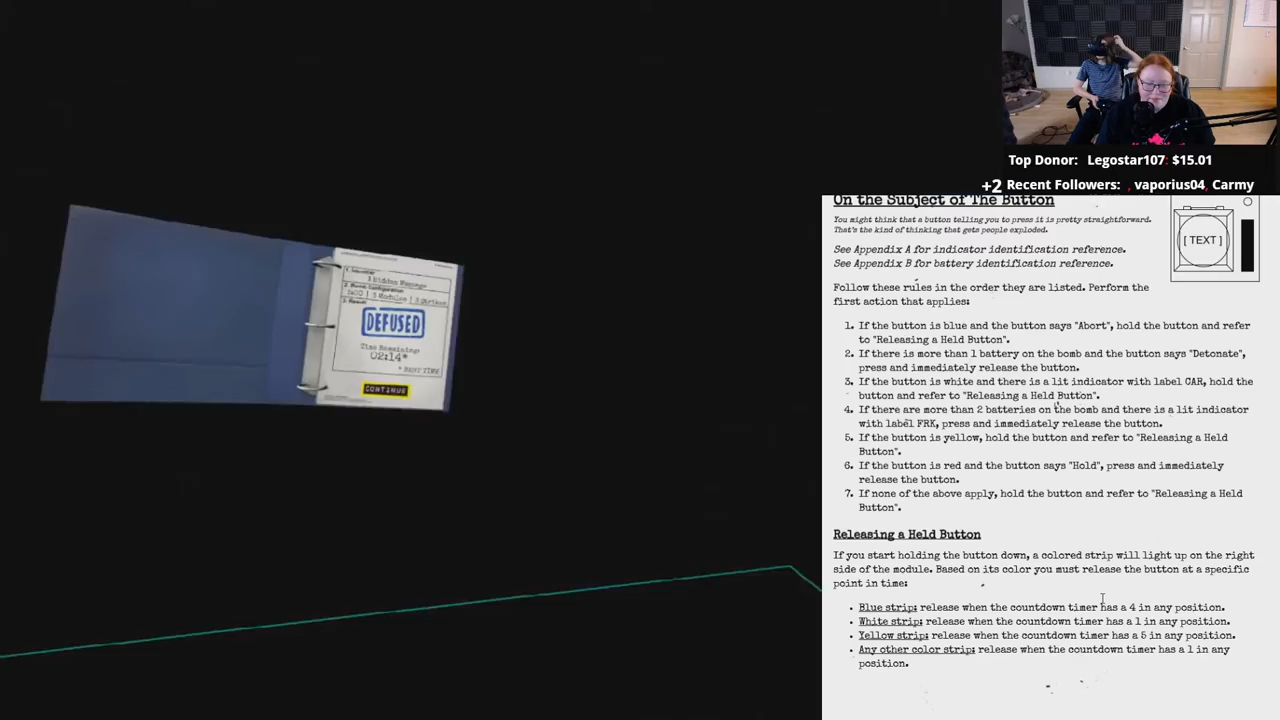 Top Donor: Legostar107: $15.01
+2 Recent Followers: , vaporius04, Carmy
On the Subject of The Button
You might think that a button telling you to press it is pretty straightforward.
That's the kind of thinking that gets people exploded.
[ TEXT ]
See Appendix A for indicator identification reference.
See Appendix B for battery identification reference.
Follow these rules in the order they are listed. Perform the
first action that applies:
1. If the button is blue and the button says "Abort", hold the button and refer
to "Releasing a Held Button".
2. If there is more than 1 battery on the bomb and the button says "Detonate",
press and immediately release the button.
3. If the button is white and there is a lit indicator with label CAR, hold the
button and refer to "Releasing a Held Button".
4. If there are more than 2 batteries on the bomb and there is a lit indicator
with label FRK, press and immediately release the button.
5. If the button is yellow, hold the button and refer to "Releasing a Held
Button".
6. If the button is red and the button says "Hold", press and immediately
release the button.
7. If none of the above apply, hold the button and refer to "Releasing a Held
Button".
Releasing a Held Button
If you start holding the button down, a colored strip will light up on the right
side of the module. Based on its color you must release the button at a specific
point in time:
• Blue strip: release when the countdown timer has a 4 in any position.
• White strip: release when the countdown timer has a 1 in any position.
• Yellow strip: release when the countdown timer has a 5 in any position.
• Any other color strip: release when the countdown timer has a 1 in any
position.
DEFUSED
Time Remaining:
02:14*
* BEST TIME
CONTINUE